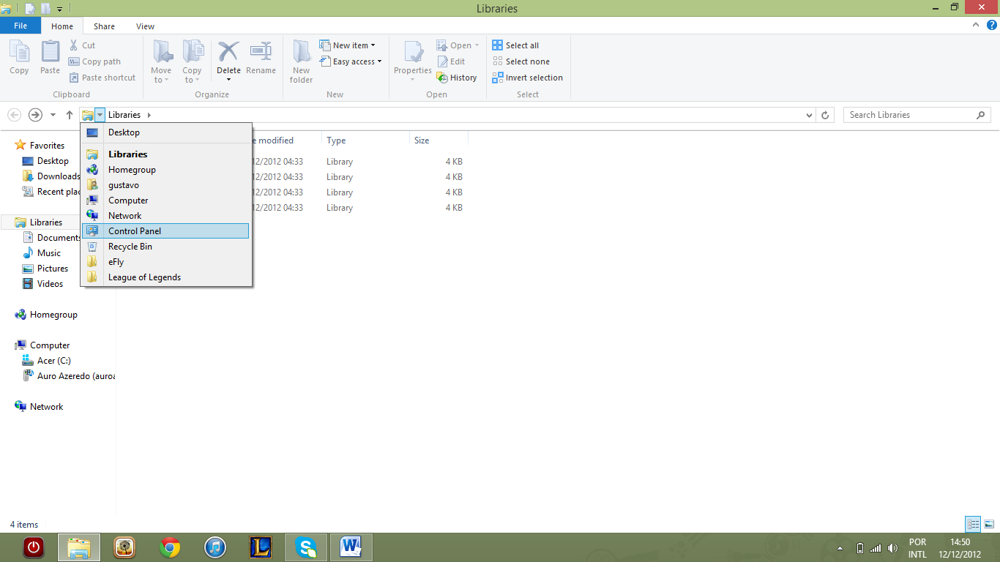 Libraries
File Home Share View
Copy Paste Cut
Copy path
Paste shortcut
Clipboard
Move to Copy to Delete Rename
Organize
New folder New item
Easy access
New
Properties Open
Edit
History
Open
Select all
Select none
Invert selection
Select
Libraries
Search Libraries
Desktop
Libraries
Homegroup
gustavo
Computer
Network
Control Panel
Recycle Bin
eFly
League of Legends
e modified Type Size
12/2012 04:33 Library 4 KB
12/2012 04:33 Library 4 KB
12/2012 04:33 Library 4 KB
12/2012 04:33 Library 4 KB
Favorites
Desktop
Downloads
Recent plac
Libraries
Documents
Music
Pictures
Videos
Homegroup
Computer
Acer (C:)
Auro Azeredo (auroa
Network
4 items
POR 14:50
INTL 12/12/2012